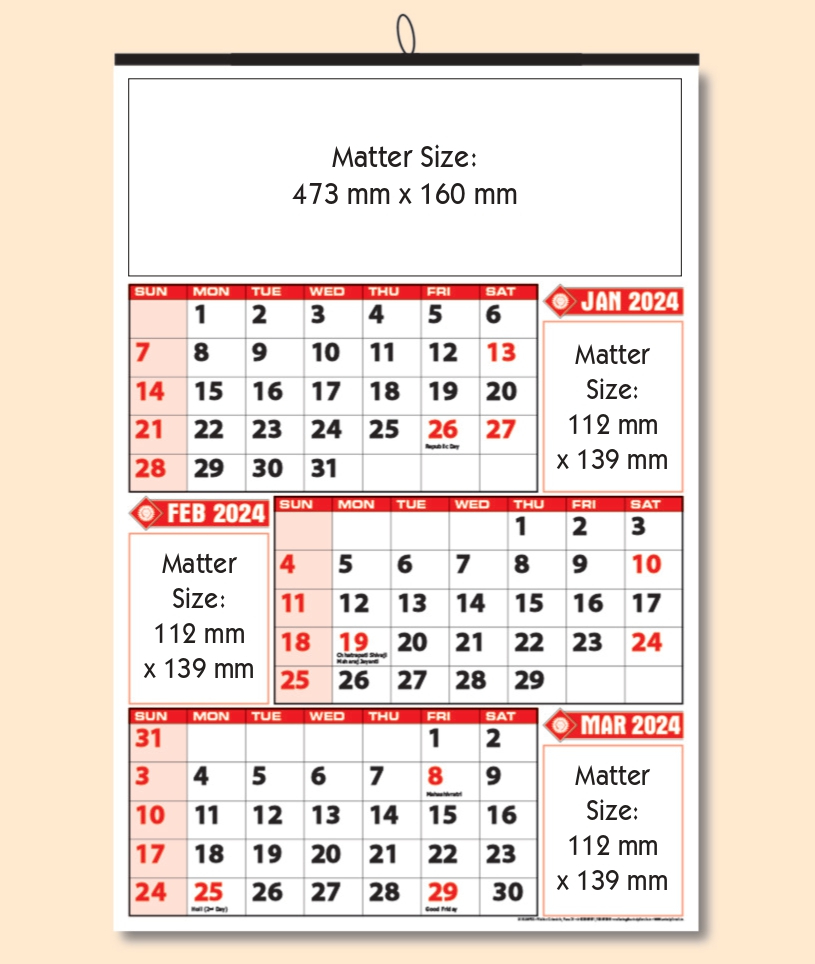 Matter Size:
473 mm x 160 mm
SUN MON TUE WED THU FRI SAT
1 2 3 4 5 6
7 8 9 10 11 12 13
14 15 16 17 18 19 20
21 22 23 24 25 26 27
Republic Day
28 29 30 31
JAN 2024
Matter
Size:
112 mm
x 139 mm
FEB 2024
Matter
Size:
112 mm
x 139 mm
SUN MON TUE WED THU FRI SAT
1 2 3
4 5 6 7 8 9 10
11 12 13 14 15 16 17
18 19 20 21 22 23 24
Chhatrapati Shivaji
Maharaj Jayanti
25 26 27 28 29
SUN MON TUE WED THU FRI SAT
31 1 2
3 4 5 6 7 8 9
Mahashivratri
10 11 12 13 14 15 16
17 18 19 20 21 22 23
24 25 26 27 28 29 30
Holi (2nd Day) Good Friday
MAR 2024
Matter
Size:
112 mm
x 139 mm